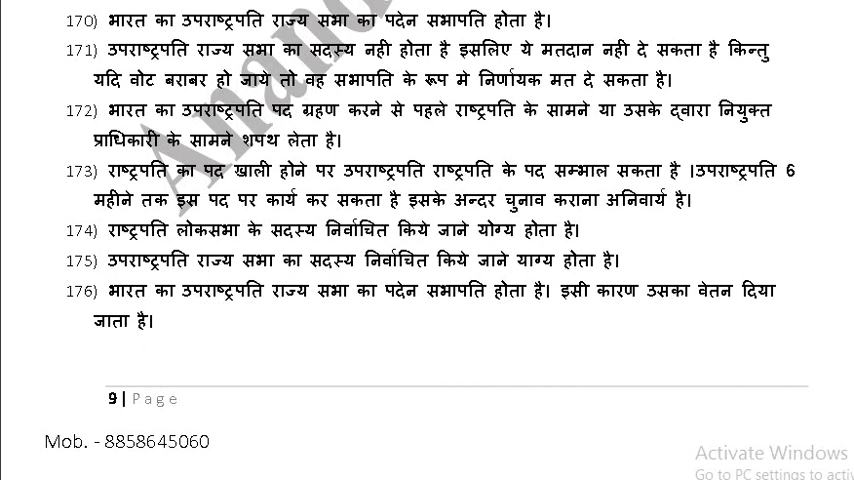 170) भारत का उपराष्ट्रपति राज्य सभा का पदेन सभापति होता है।
171) उपराष्ट्रपति राज्य सभा का सदस्य नही होता है इसलिए ये मतदान नही दे सकता है किन्तु
यदि वोट बराबर हो जाये तो वह सभापति के रूप मे निर्णायक मत दे सकता है।
172) भारत का उपराष्ट्रपति पद ग्रहण करने से पहले राष्ट्रपति के सामने या उसके द्वारा नियुक्त
प्राधिकारी के सामने शपथ लेता है।
173) राष्ट्रपति का पद खाली होने पर उपराष्ट्रपति राष्ट्रपति के पद सम्भाल सकता है ।उपराष्ट्रपति 6
महीने तक इस पद पर कार्य कर सकता है इसके अन्दर चुनाव कराना अनिवार्य है।
174) राष्ट्रपति लोकसभा के सदस्य निर्वाचित किये जाने योग्य होता है।
175) उपराष्ट्रपति राज्य सभा का सदस्य निर्वाचित किये जाने याग्य होता है।
176) भारत का उपराष्ट्रपति राज्य सभा का पदेन सभापति होता है। इसी कारण उसका वेतन दिया
जाता है।
Anand
9 | Page
Mob. - 8858645060
Activate Windows
Go to PC settings to activ